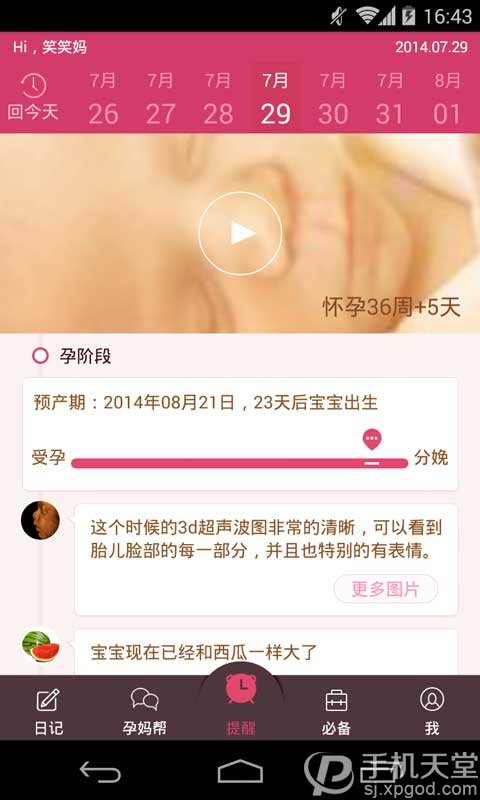 16:43
Hi，笑笑妈
2014.07.29
回今天
7月 7月 7月 7月 7月 7月 8月
26 27 28 29 30 31 01
怀孕36周+5天
孕阶段
预产期：2014年08月21日，23天后宝宝出生
受孕 分娩
这个时候的3d超声波图非常的清晰，可以看到
胎儿脸部的每一部分，并且也特别的有表情。
更多图片
宝宝现在已经和西瓜一样大了
日记 孕妈帮 提醒 必备 我
手机天堂
sj.xpgod.com